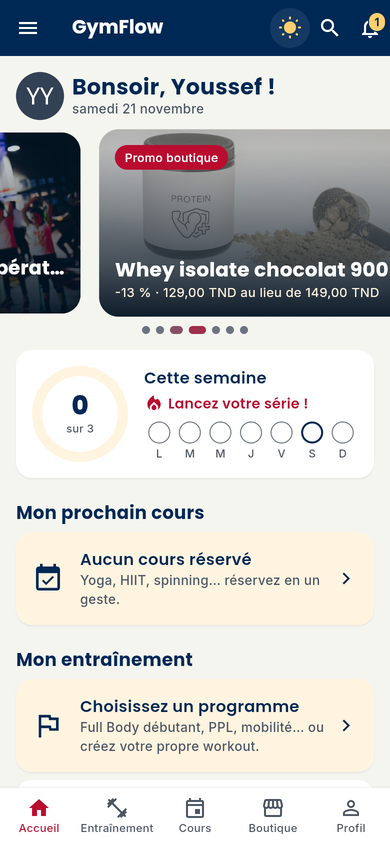 GymFlow
1
YY
Bonsoir, Youssef !
samedi 21 novembre
pérat...
Promo boutique
PROTEIN
Whey isolate chocolat 900
-13 % · 129,00 TND au lieu de 149,00 TND
Cette semaine
0
sur 3
Lancez votre série !
L M M J V S D
Mon prochain cours
Aucun cours réservé
Yoga, HIIT, spinning... réservez en un
geste.
Mon entraînement
Choisissez un programme
Full Body débutant, PPL, mobilité... ou
créez votre propre workout.
Accueil Entraînement Cours Boutique Profil